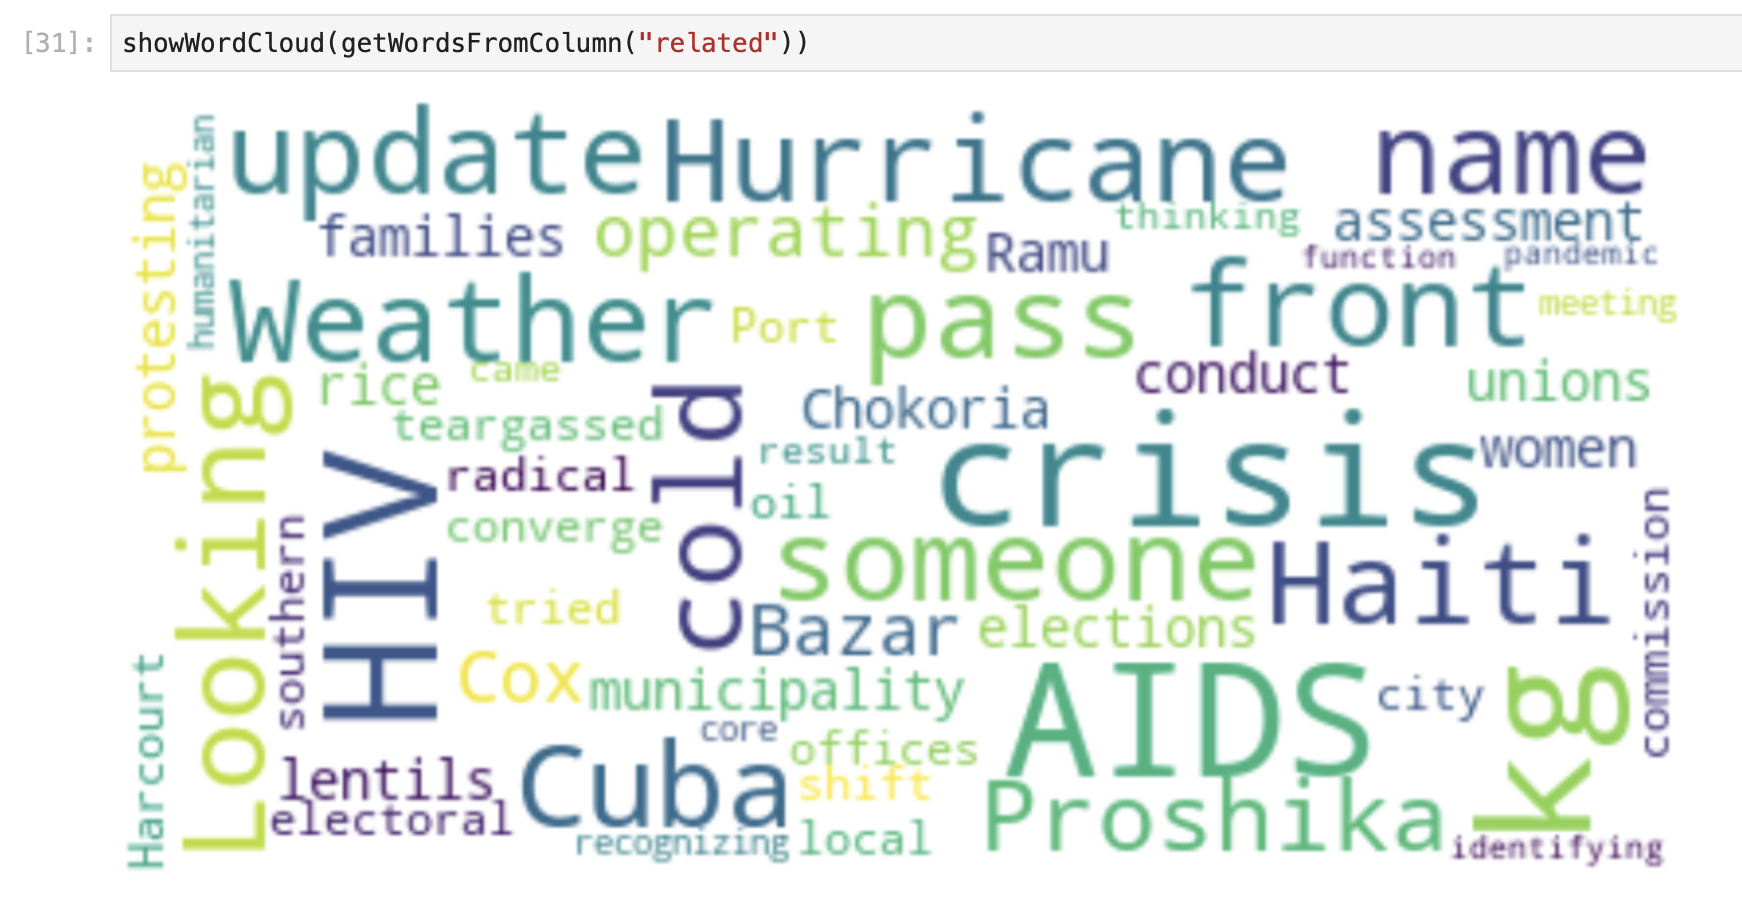 [31]: showWordCloud(getWordsFromColumn("related"))
update Hurricane name
humanitarian
protesting
families operating Ramu thinking assessment
function pandemic
Weather Port pass front meeting
rice came cold conduct unions
Looking
teargassed Chokoria
HIV radical result crisis women
converge oil
southern
someone Haiti commission
tried Bazar elections
Cox municipality AIDS city kg
Harcourt
core offices
lentils Cuba shift Proshika
electoral recognizing local identifying